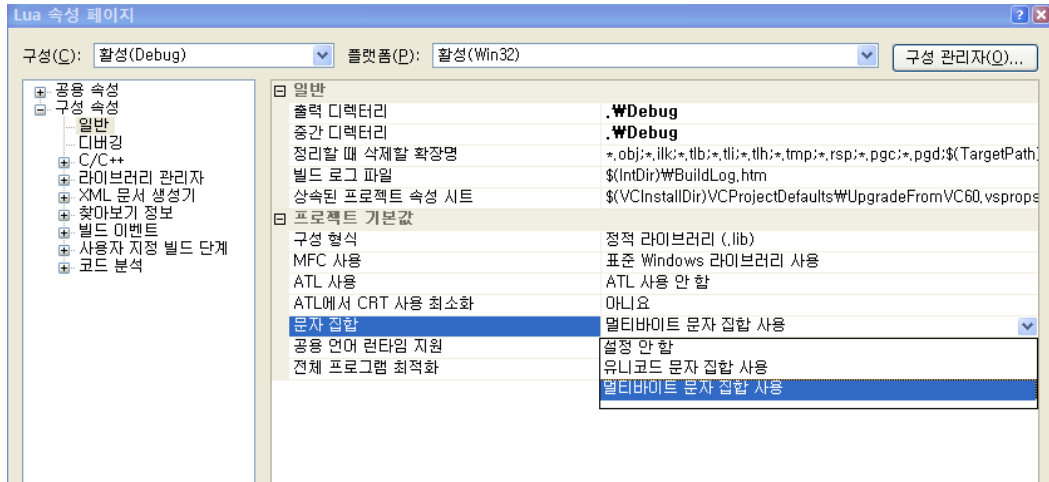 Lua 속성 페이지
구성(C): 활성(Debug) 플랫폼(P): 활성(Win32) 구성 관리자(O)...
공용 속성
구성 속성
일반
디버깅
C/C++
라이브러리 관리자
XML 문서 생성기
찾아보기 정보
빌드 이벤트
사용자 지정 빌드 단계
코드 분석
일반
출력 디렉터리 .₩Debug
중간 디렉터리 .₩Debug
정리할 때 삭제할 확장명 *.obj;*.ilk;*.tlb;*.tli;*.tlh;*.tmp;*.rsp;*.pgc;*.pgd;$(TargetPath)
빌드 로그 파일 $(IntDir)₩BuildLog.htm
상속된 프로젝트 속성 시트 $(VCInstallDir)VCProjectDefaults₩UpgradeFromVC60.vsprops
프로젝트 기본값
구성 형식 정적 라이브러리 (.lib)
MFC 사용 표준 Windows 라이브러리 사용
ATL 사용 ATL 사용 안 함
ATL에서 CRT 사용 최소화 아니요
문자 집합 멀티바이트 문자 집합 사용
공용 언어 런타임 지원 설정 안 함
전체 프로그램 최적화 유니코드 문자 집합 사용
멀티바이트 문자 집합 사용